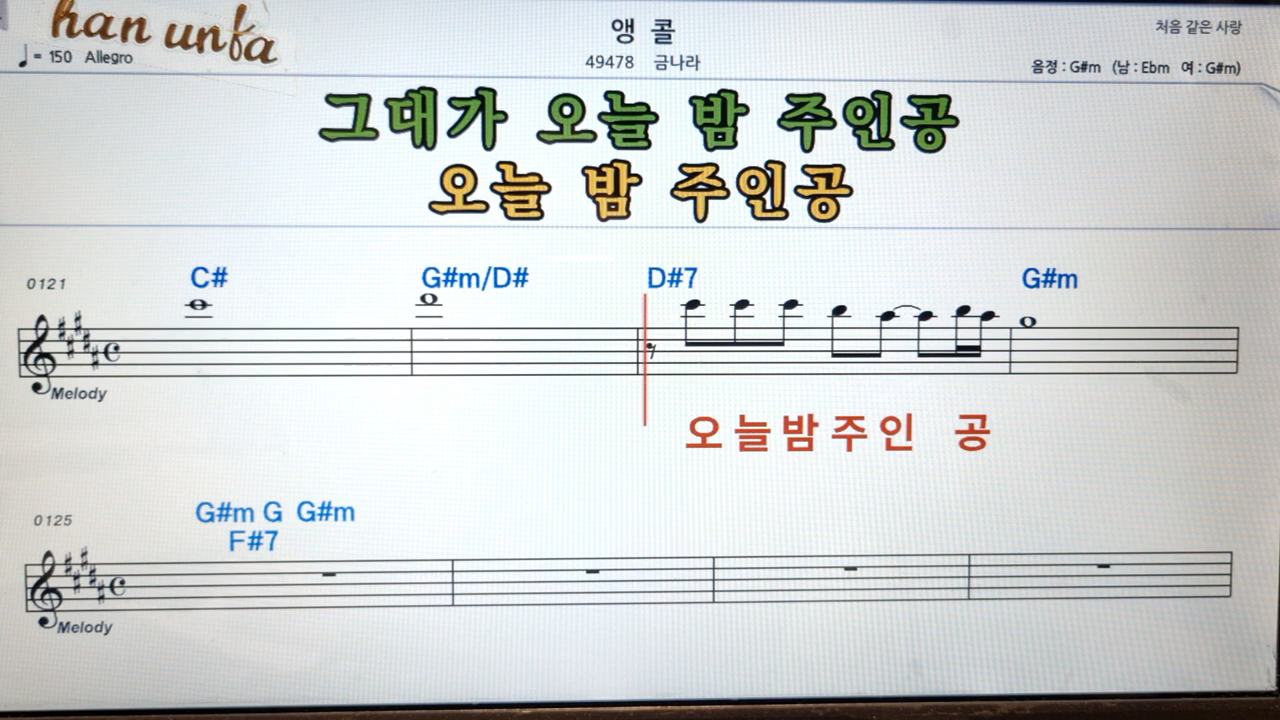 han unfa
앵 콜
처음 같은 사랑
♩= 150 Allegro
49478 금나라
음정 : G#m (남 : Ebm 여 : G#m)
그대가 오늘 밤 주인공
오늘 밤 주인공
0121 C# G#m/D# D#7 G#m
Melody
오늘밤주인 공
0125 G#m G G#m
F#7
Melody